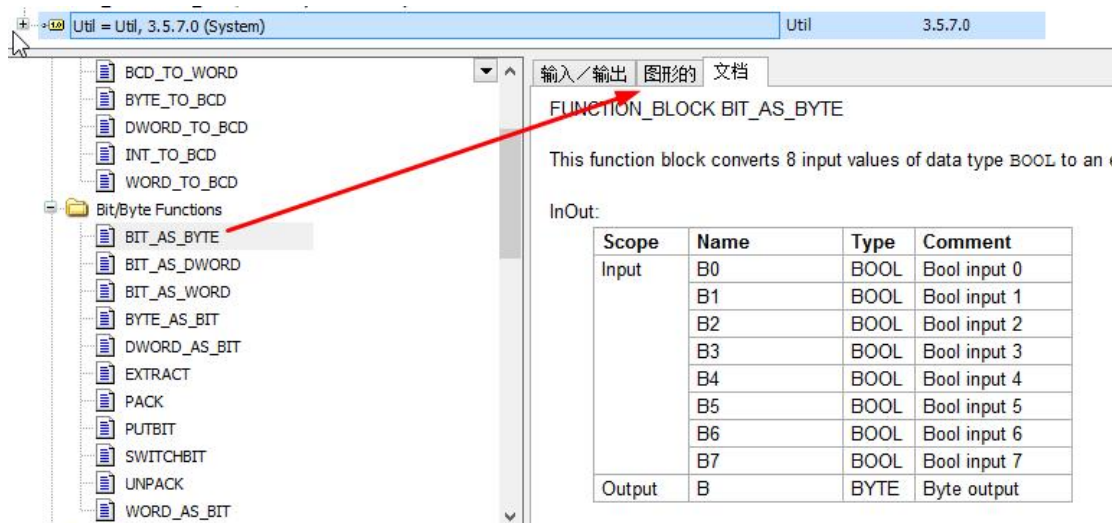 Util = Util, 3.5.7.0 (System) Util 3.5.7.0
BCD_TO_WORD
BYTE_TO_BCD
DWORD_TO_BCD
INT_TO_BCD
WORD_TO_BCD
Bit/Byte Functions
BIT_AS_BYTE
BIT_AS_DWORD
BIT_AS_WORD
BYTE_AS_BIT
DWORD_AS_BIT
EXTRACT
PACK
PUTBIT
SWITCHBIT
UNPACK
WORD_AS_BIT
输入／输出 图形的 文档
FUNCTION_BLOCK BIT_AS_BYTE
This function block converts 8 input values of data type BOOL to an
InOut:
Scope Name Type Comment
Input B0 BOOL Bool input 0
B1 BOOL Bool input 1
B2 BOOL Bool input 2
B3 BOOL Bool input 3
B4 BOOL Bool input 4
B5 BOOL Bool input 5
B6 BOOL Bool input 6
B7 BOOL Bool input 7
Output B BYTE Byte output